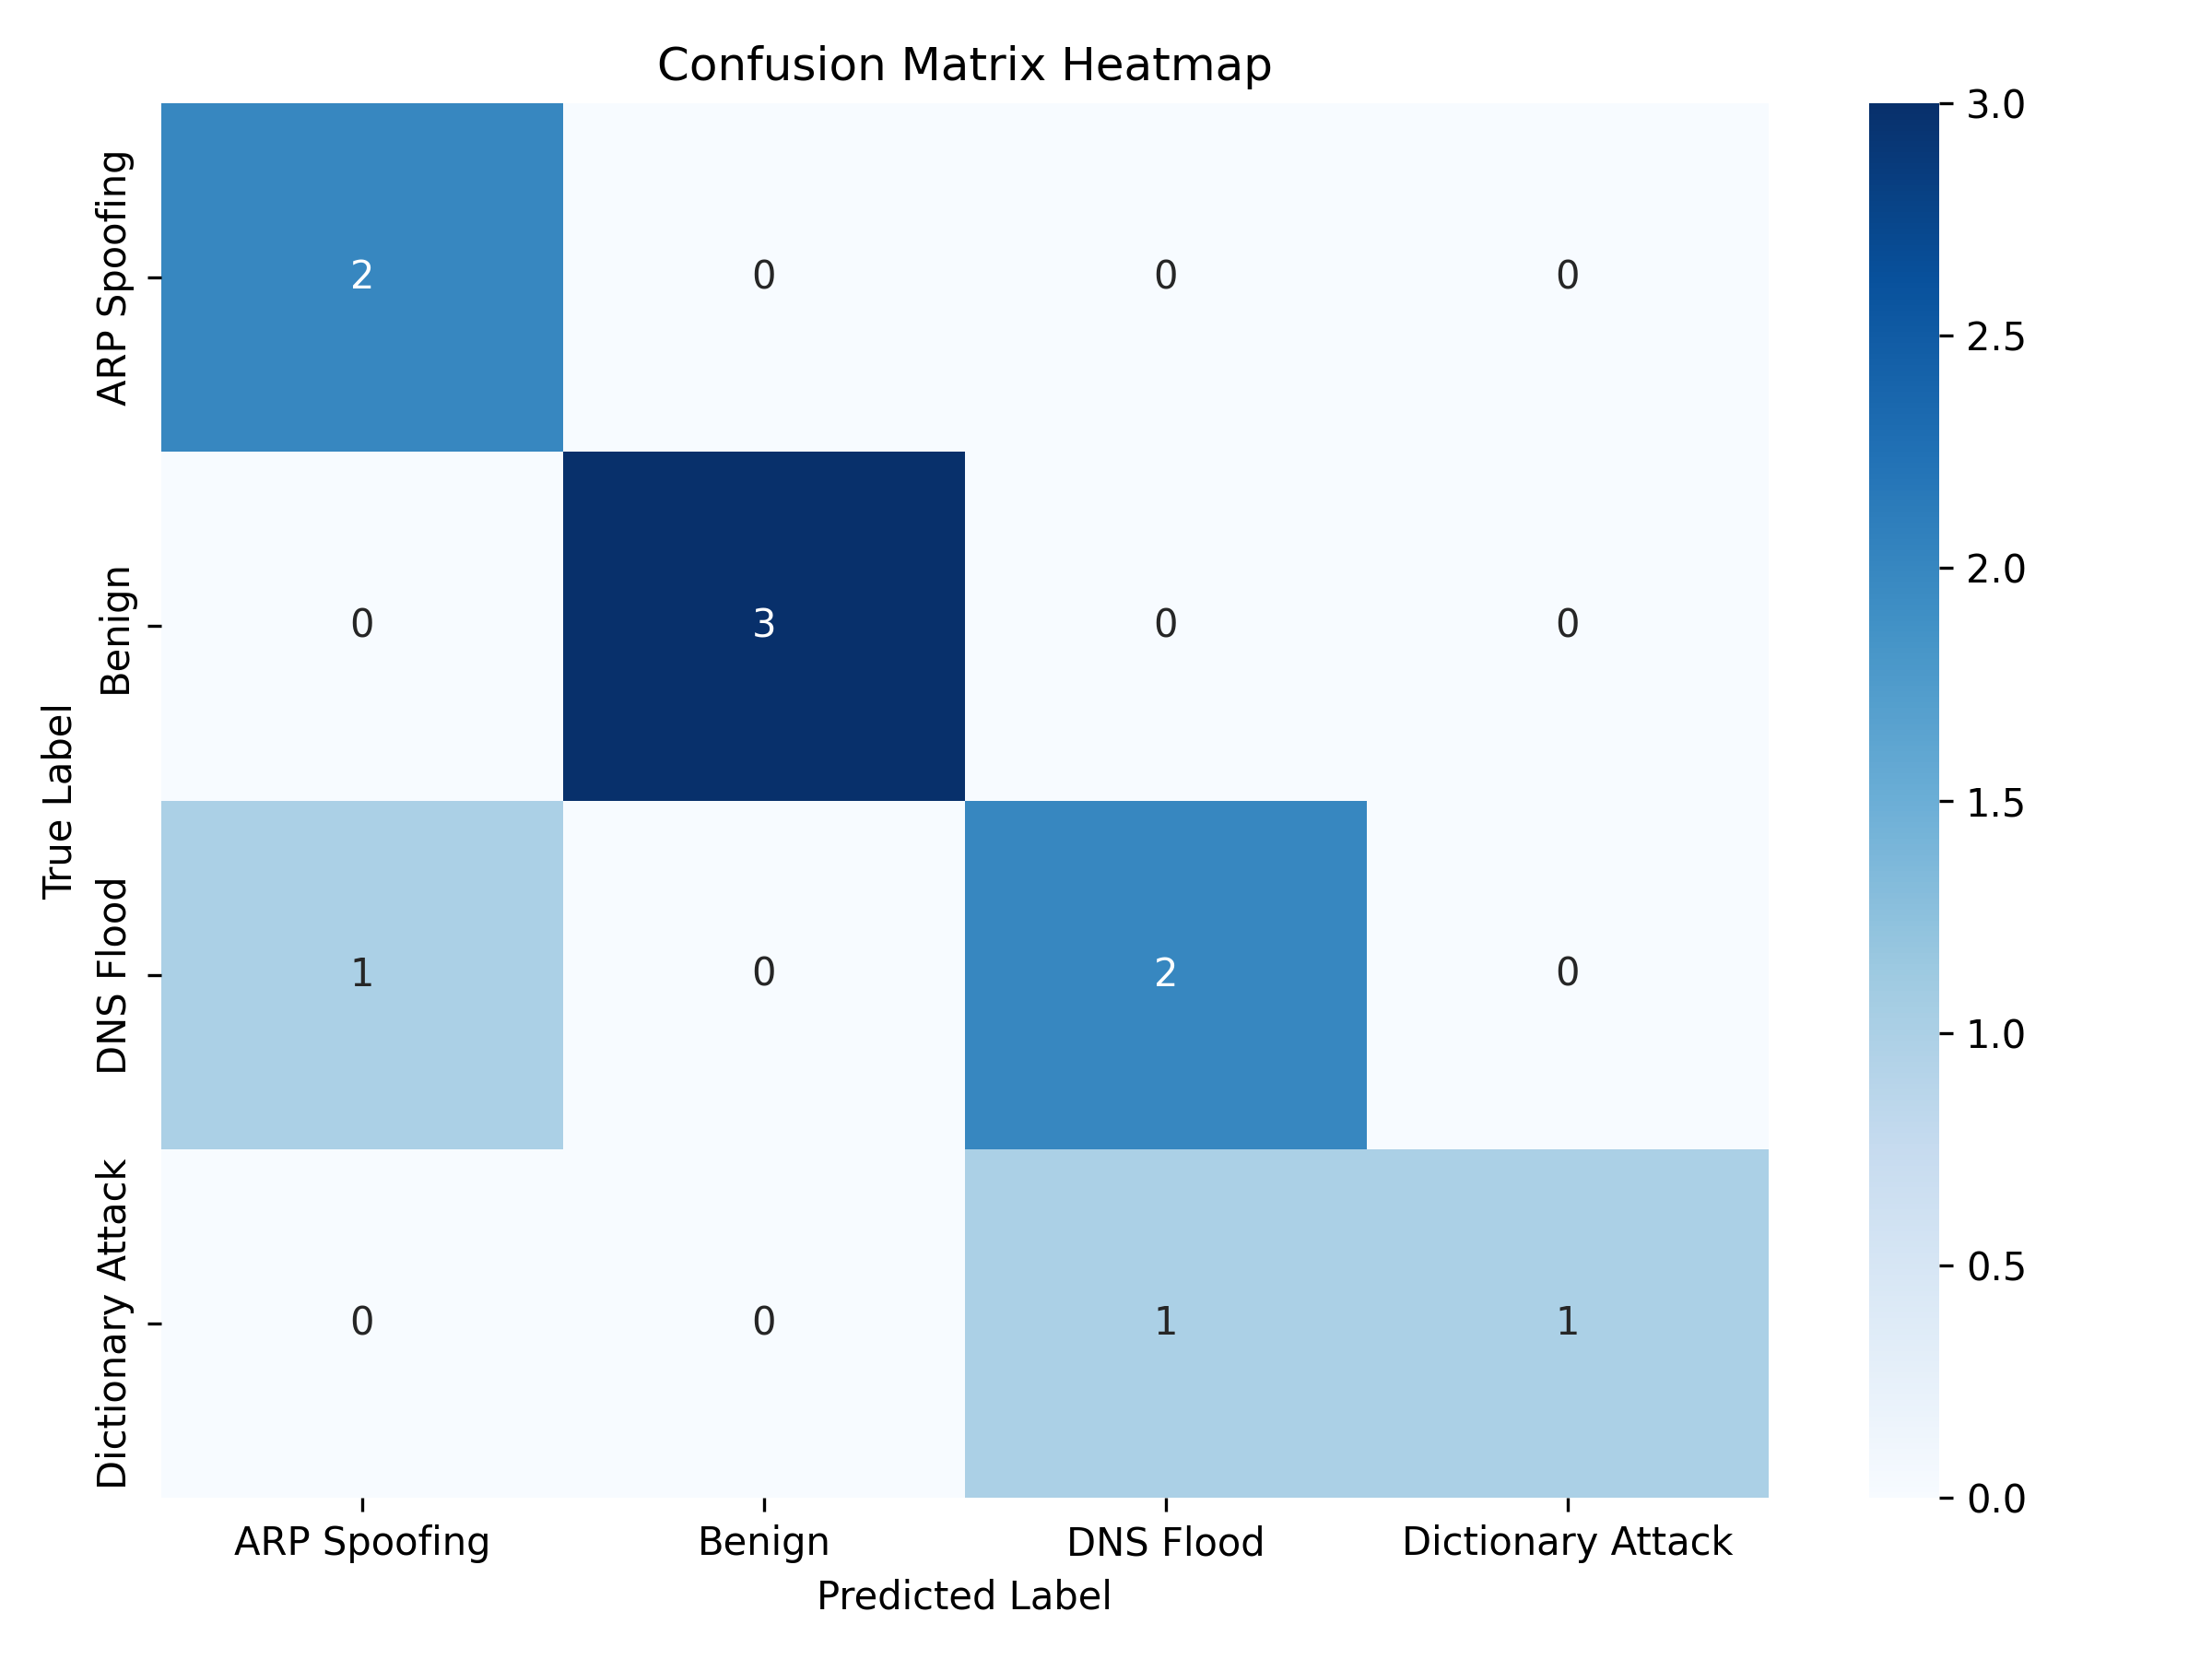 Confusion Matrix Heatmap
True Label
ARP Spoofing
2 0 0 0
Benign
0 3 0 0
DNS Flood
1 0 2 0
Dictionary Attack
0 0 1 1
ARP Spoofing Benign DNS Flood Dictionary Attack
Predicted Label
3.0
2.5
2.0
1.5
1.0
0.5
0.0